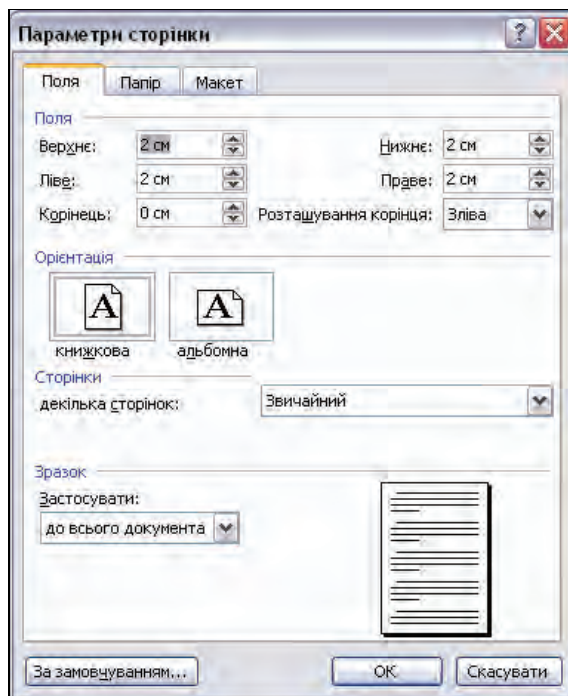 Параметри сторінки
Поля Папір Макет
Поля
Верхнє: 2 см Нижнє: 2 см
Ліве: 2 см Праве: 2 см
Корінець: 0 см Розташування корінця: Зліва
Орієнтація
A A
книжкова альбомна
Сторінки
декілька сторінок: Звичайний
Зразок
Застосувати:
до всього документа
За замовчуванням... ОК Скасувати